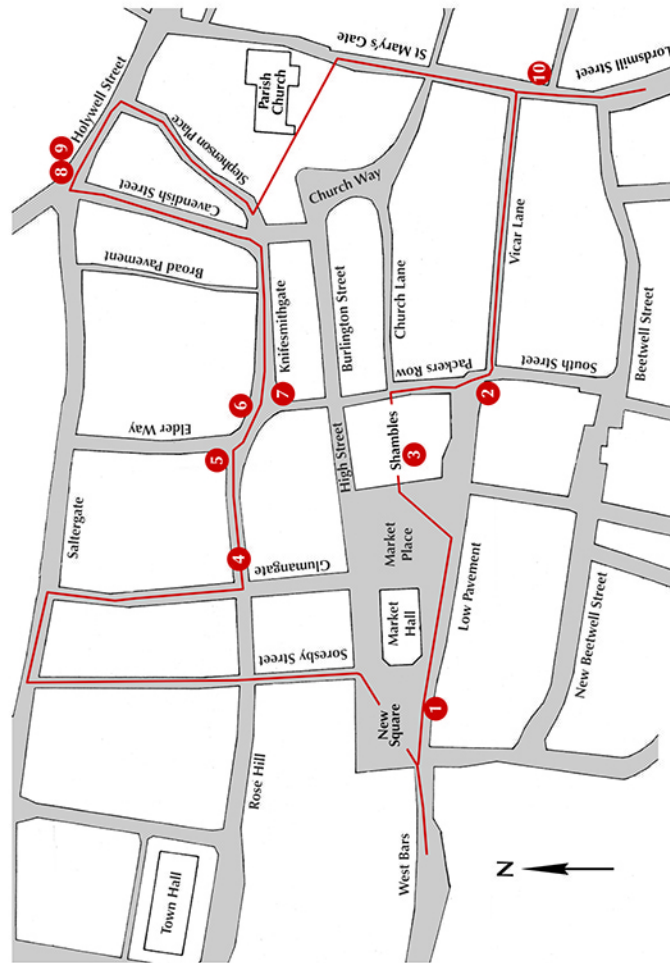 Holywell Street
St Mary's Gate
Lordsmill Street
Parish
Church
Stephenson Place
Cavendish Street
Broad Pavement
Church Way
Knifesmithgate
Burlington Street
Church Lane
Vicar Lane
Packers Row
South Street
Beetwell Street
Elder Way
High Street
Shambles
Saltergate
Glumangate
Market
Place
Market
Hall
Low Pavement
New Beetwell Street
Soresby Street
New
Square
Rose Hill
West Bars
Town Hall
N
1
2
3
4
5
6
7
8
9
10